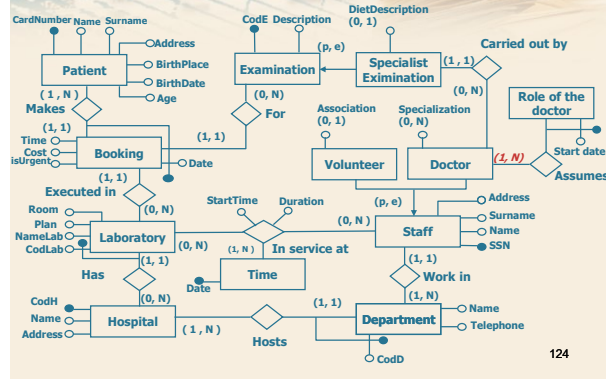 CardNumber Name Surname
Address
BirthPlace
BirthDate
Age
Patient
( 1 , N )
Makes
(1, 1)
Time
Cost
isUrgent
Booking
Date
(1, 1)
Executed in
(0, N)
CodE Description
(p, e)
Examination
(0, N)
For
(1, 1)
DietDescription
(0, 1)
Specialist
Eximination
(1 , 1)
Carried out by
(0, N)
Role of the
doctor
Start date
(1, N)
Assumes
Association
(0, 1)
Specialization
(0, N)
Volunteer
Doctor
(p, e)
Address
Surname
Name
SSN
Staff
(0, N)
StartTime
Duration
In service at
(1, N )
Time
Date
Room
Plan
NameLab
CodLab
Laboratory
(0, N)
(1, 1)
Has
(0, N)
CodH
Name
Address
Hospital
( 1 , N )
Hosts
(1, 1)
(1, 1)
Work in
(1, N)
Department
Name
Telephone
CodD
124